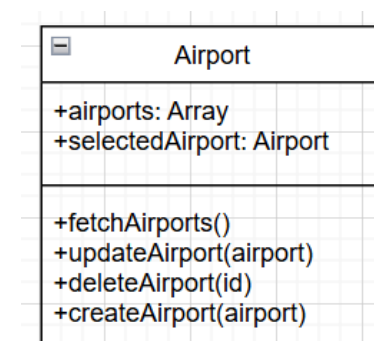 Airport
+airports: Array
+selectedAirport: Airport
+fetchAirports()
+updateAirport(airport)
+deleteAirport(id)
+createAirport(airport)